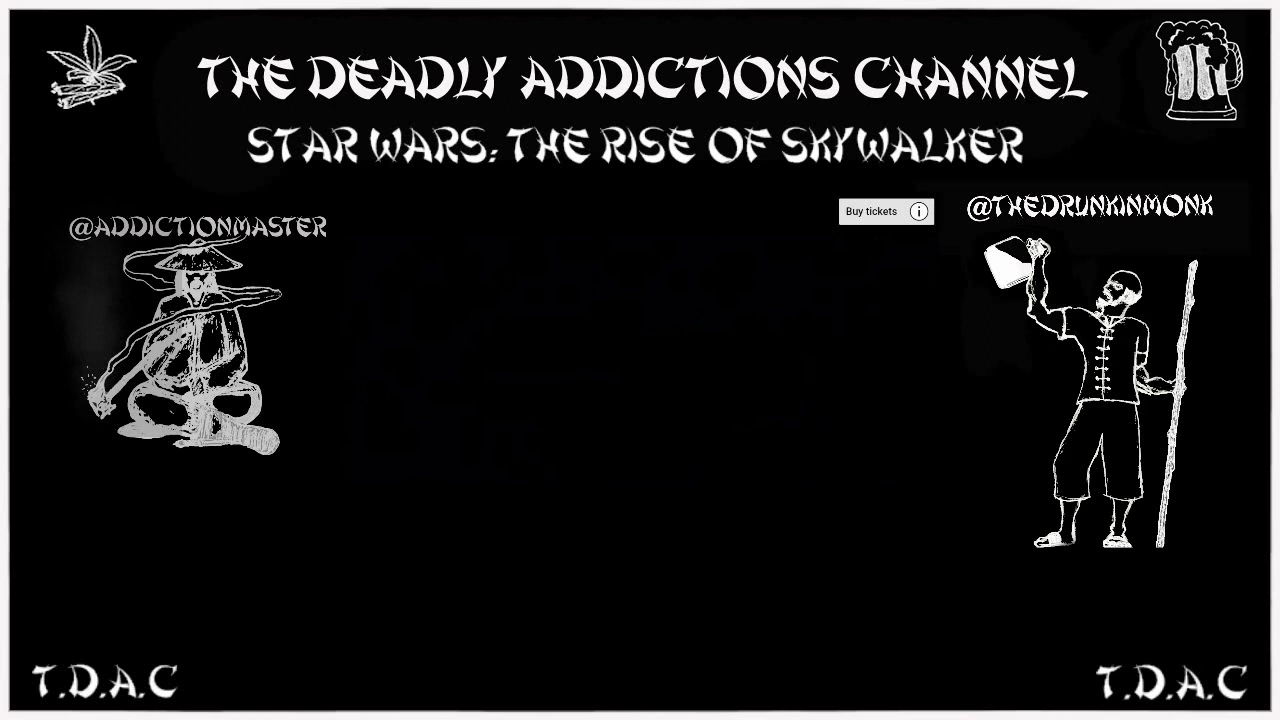 THE DEADLY ADDICTIONS CHANNEL
STAR WARS: THE RISE OF SKYWALKER
@ADDICTIONMASTER
Buy tickets i
@THEDRUNKINMONK
T.D.A.C
T.D.A.C